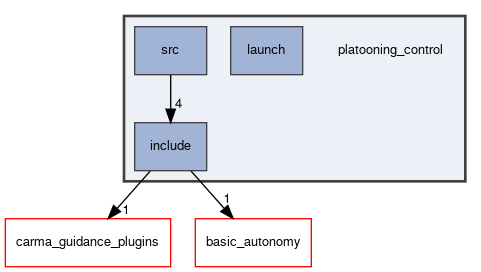 src
launch
platooning_control
4
include
1
1
carma_guidance_plugins
basic_autonomy